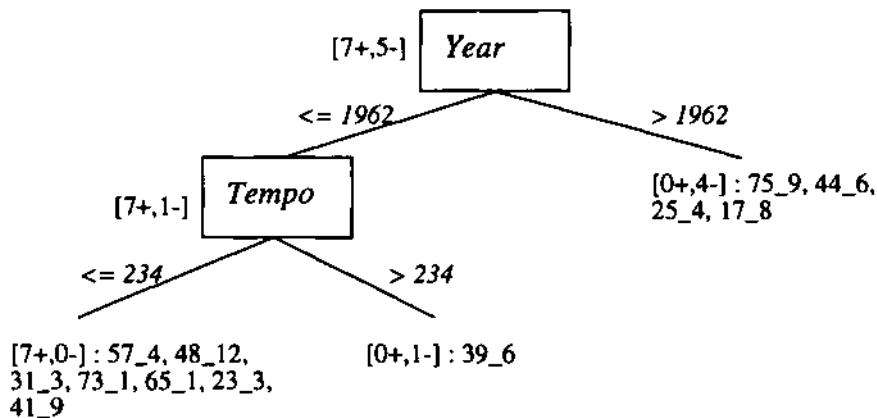 [7+,5-] Year
<= 1962 > 1962
[7+,1-] Tempo
[0+,4-] : 75_9, 44_6,
25_4, 17_8
<= 234 > 234
[7+,0-] : 57_4, 48_12,
31_3, 73_1, 65_1, 23_3,
41_9
[0+,1-] : 39_6